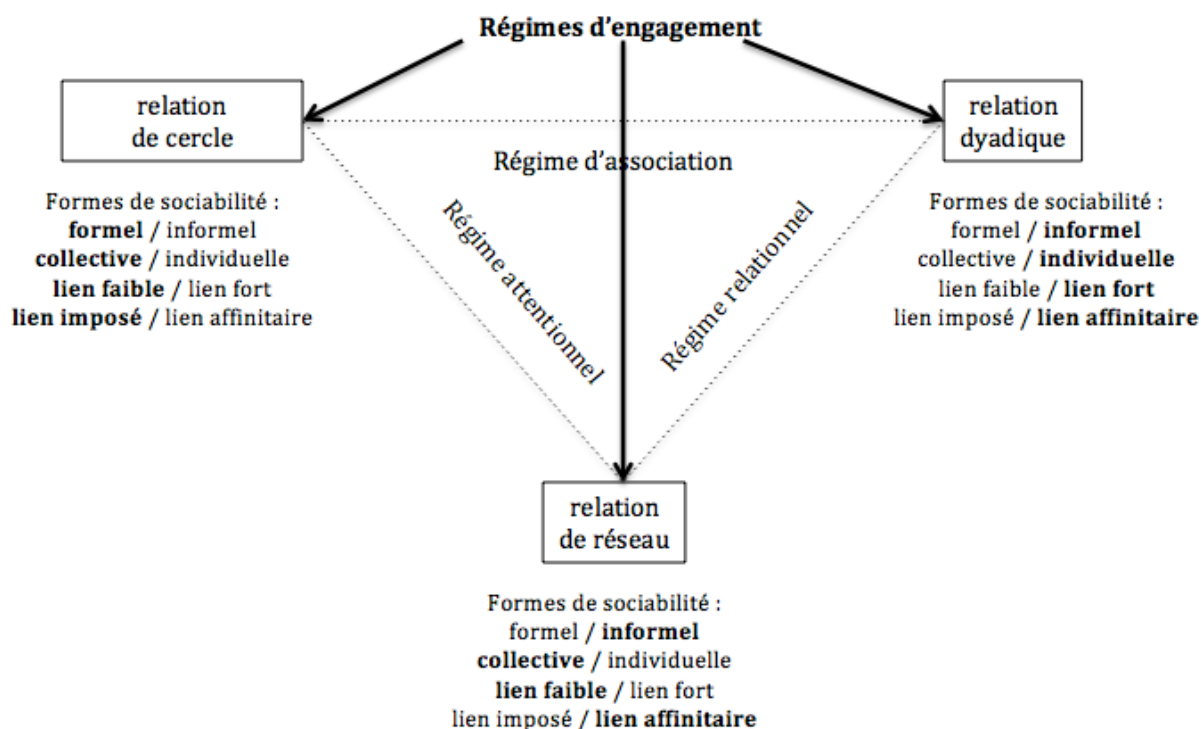 Régimes d'engagement
relation
de cercle
relation
dyadique
Régime d'association
Régime attentionnel
Régime relationnel
Formes de sociabilité :
formel / informel
collective / individuelle
lien faible / lien fort
lien imposé / lien affinitaire
Formes de sociabilité :
formel / informel
collective / individuelle
lien faible / lien fort
lien imposé / lien affinitaire
relation
de réseau
Formes de sociabilité :
formel / informel
collective / individuelle
lien faible / lien fort
lien imposé / lien affinitaire